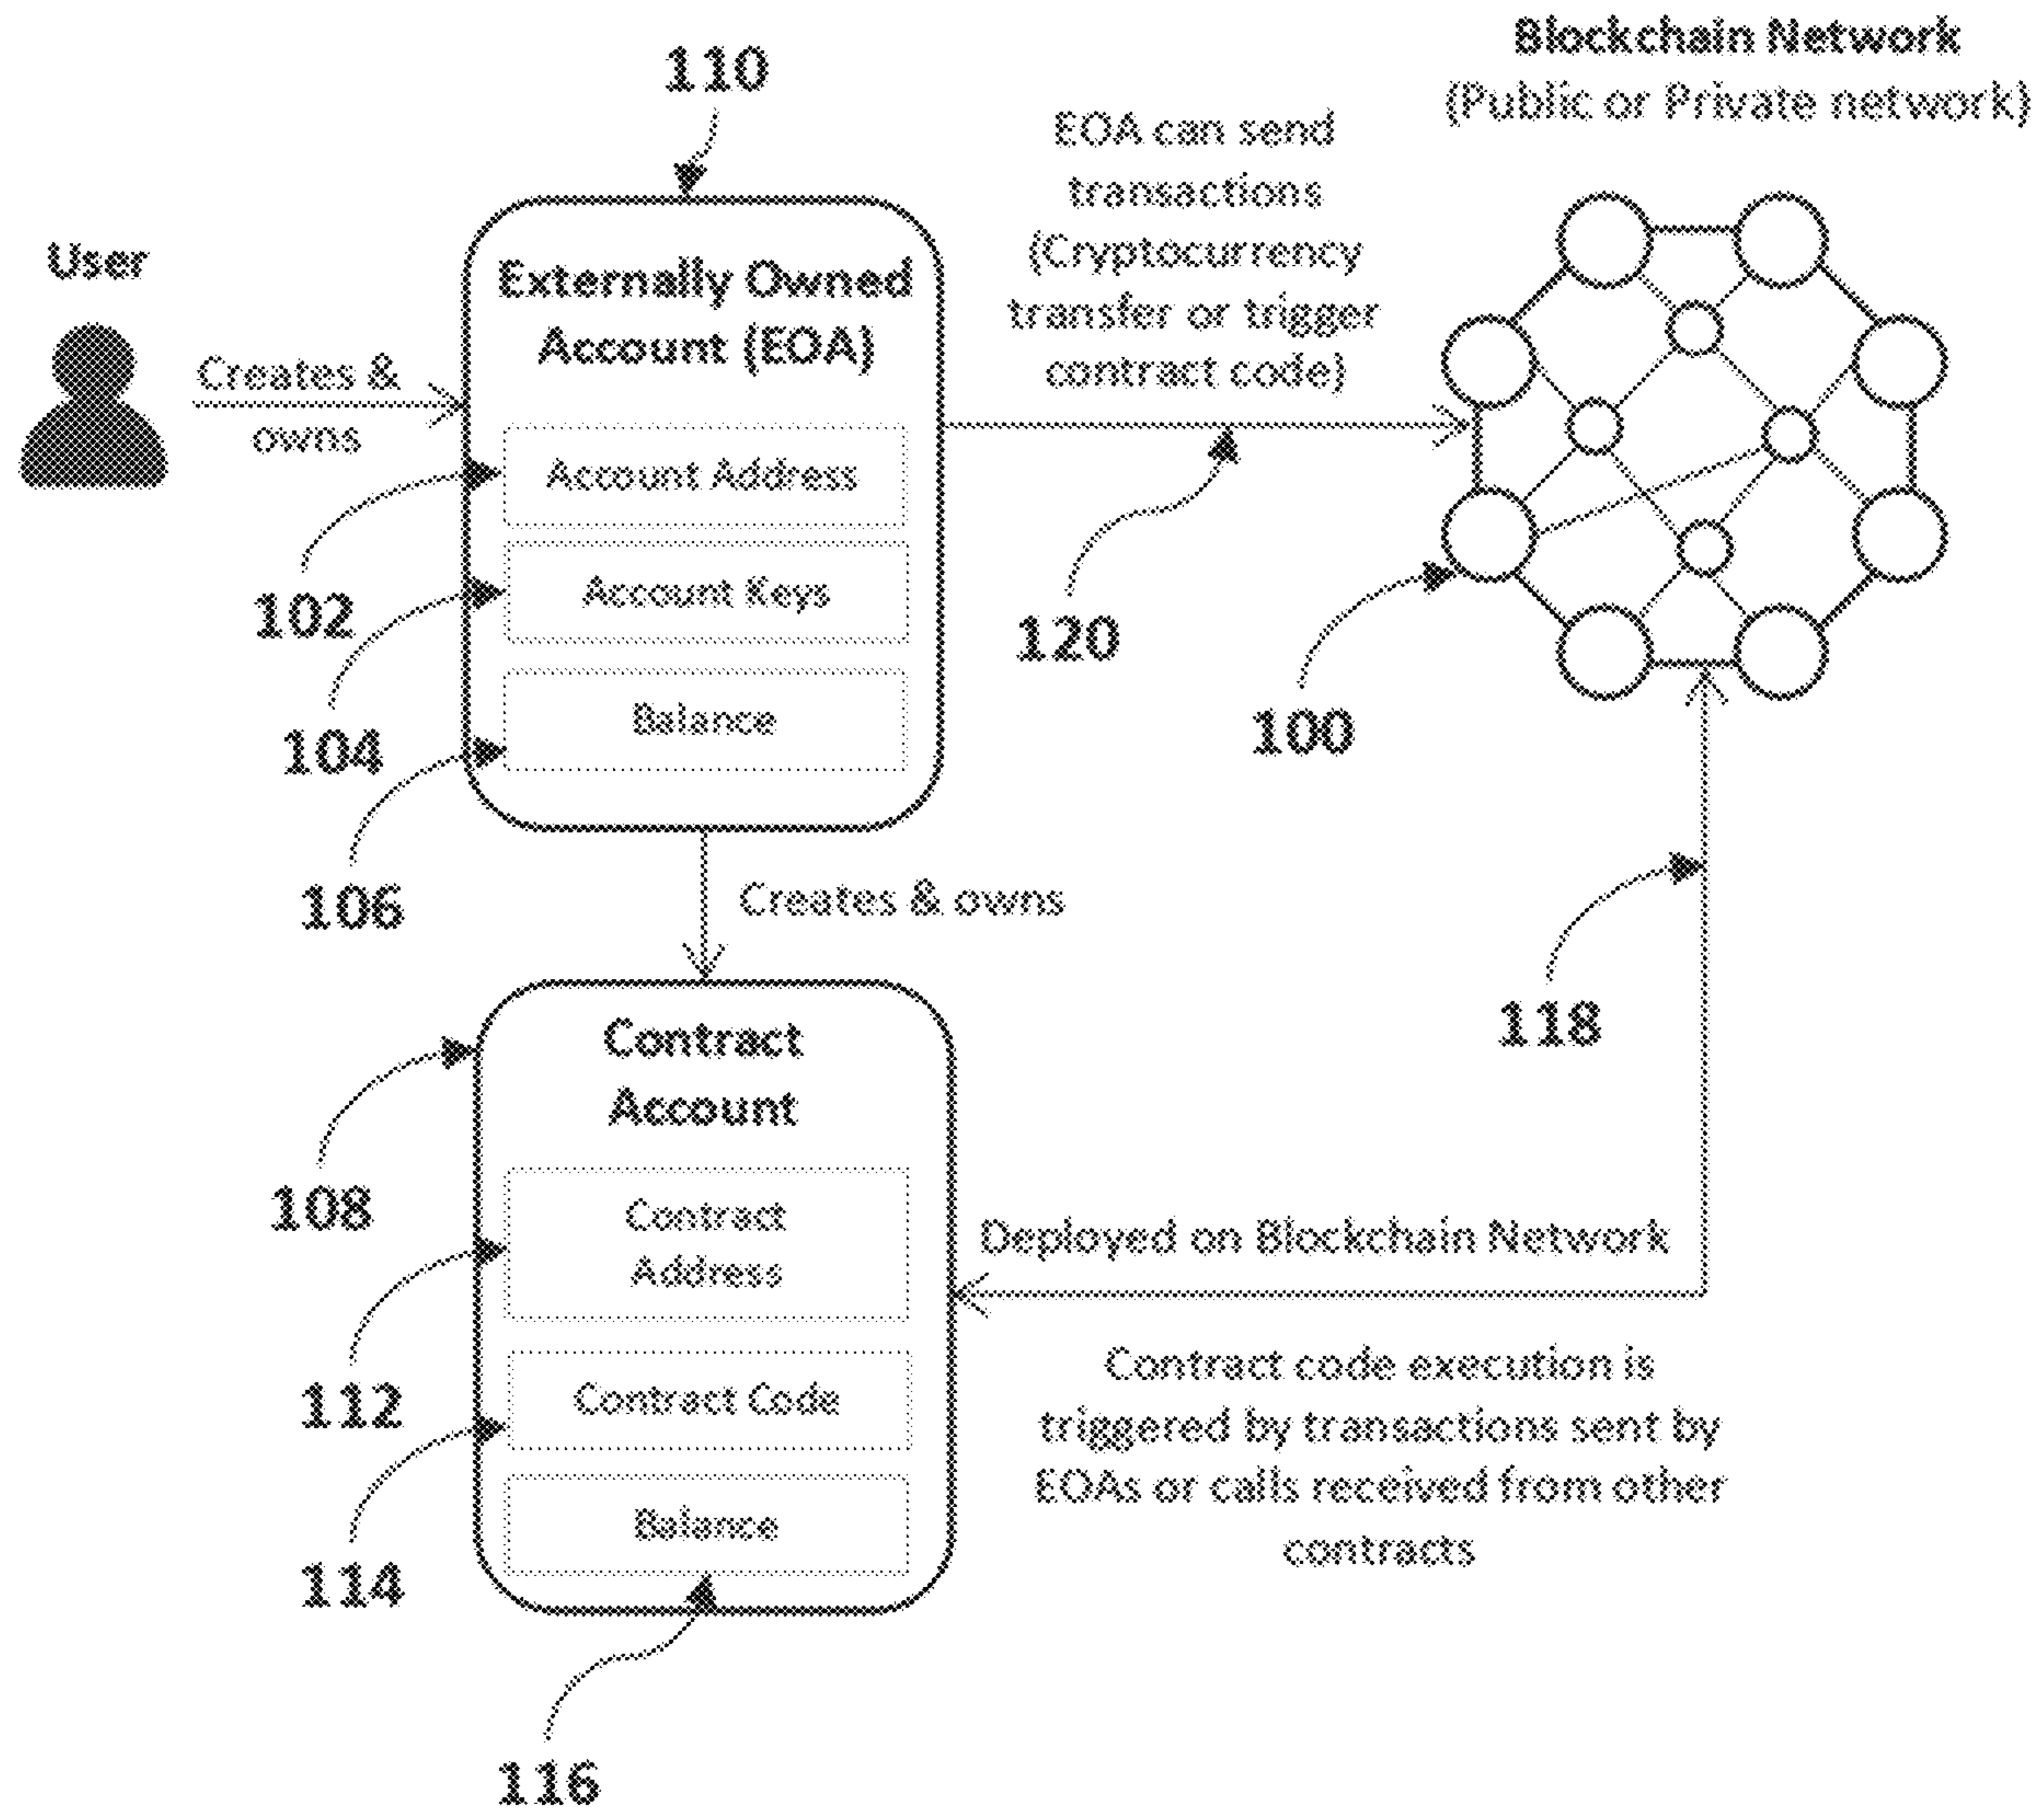 110
Blockchain Network
(Public or Private network)
EOA can send
transactions
(Cryptocurrency
transfer or trigger
contract code)
User
Creates &
owns
Externally Owned
Account (EOA)
Account Address
Account Keys
Balance
102
104
106
120
100
Creates & owns
118
Contract
Account
108
Contract
Address
Contract Code
Balance
112
114
116
Deployed on Blockchain Network
Contract code execution is
triggered by transactions sent by
EOAs or calls received from other
contracts